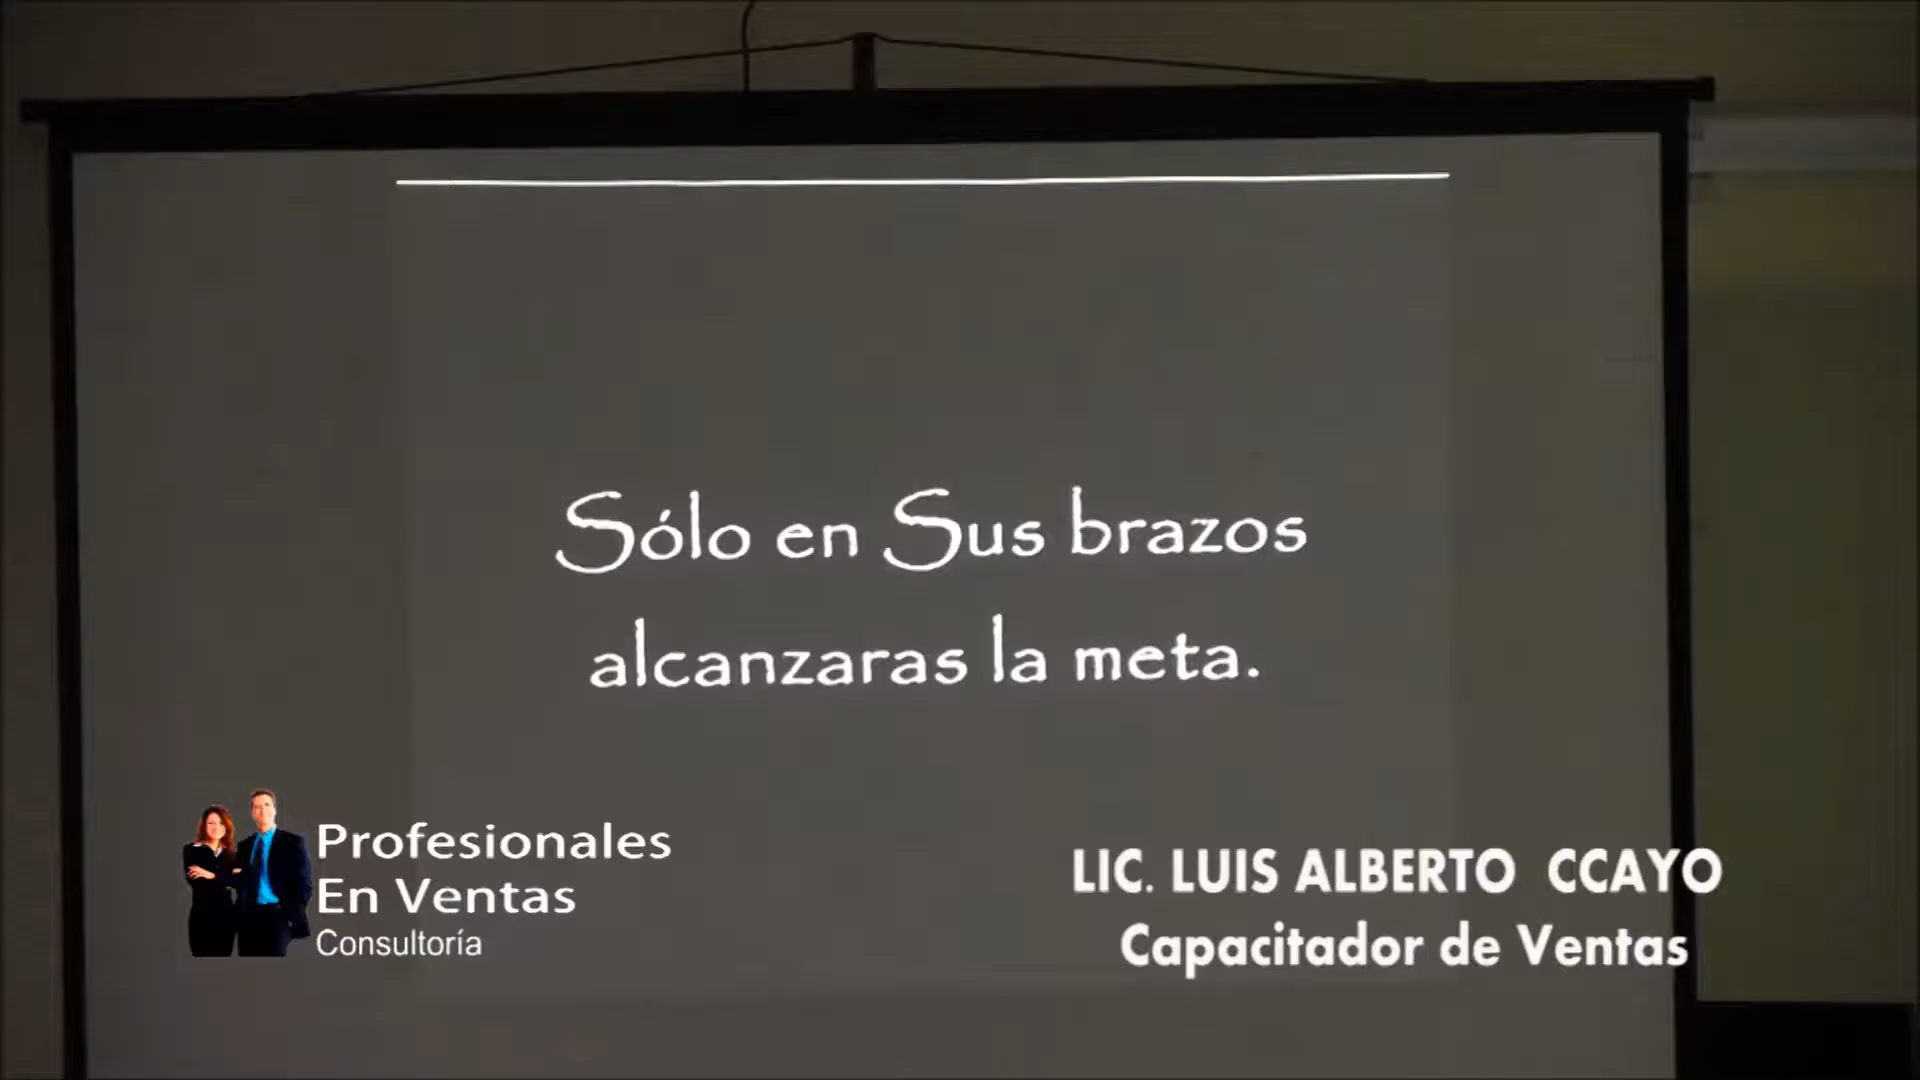 Sólo en Sus brazos
alcanzaras la meta.
Profesionales
En Ventas
Consultoría
LIC. LUIS ALBERTO CCAYO
Capacitador de Ventas